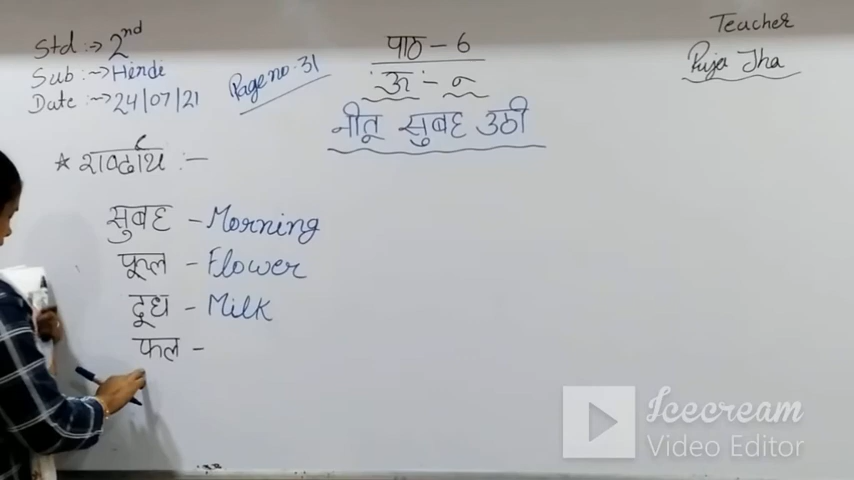 Std :→ 2nd
Sub :→ Hindi
Date :→ 24/07/21
Page no. 31
पाठ - 6
ऊ - ू
नीतू सुबह उठी
Teacher
Puja Jha
★ शब्दार्थ :-
सुबह - Morning
फूल - Flower
दूध - Milk
फल -
Icecream
Video Editor